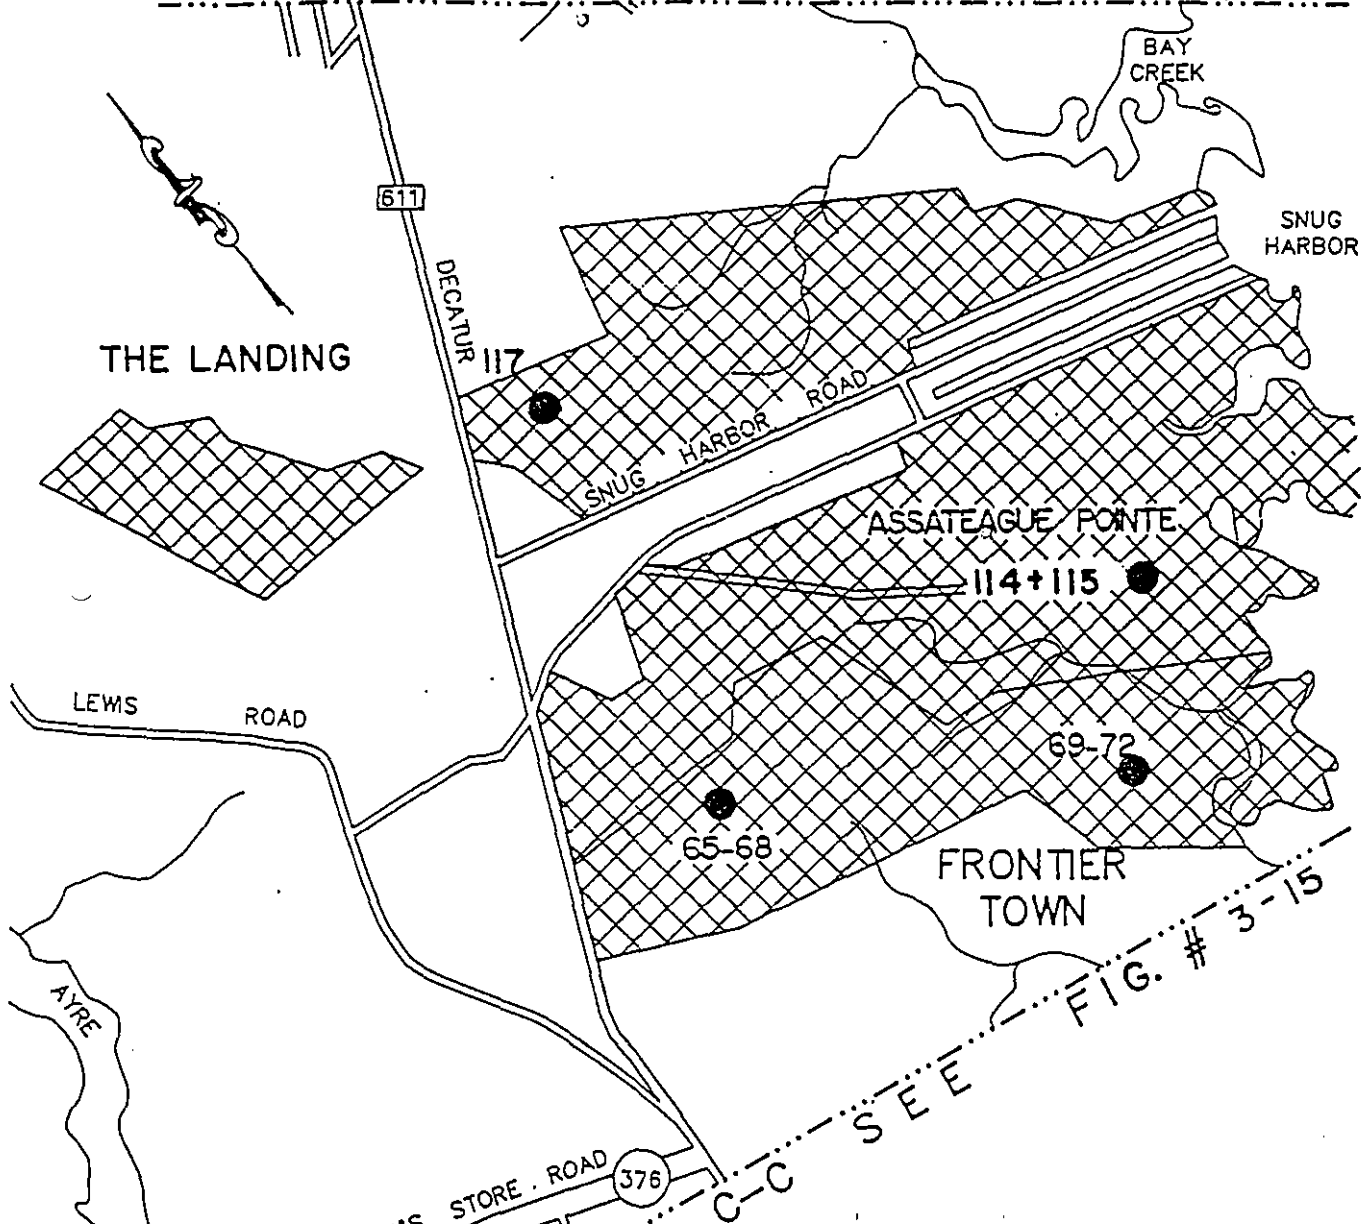 BAY
CREEK
611
SNUG
HARBOR
DECATUR
THE LANDING
117
SNUG HARBOR ROAD
ASSATEAGUE POINTE
114+115
LEWIS ROAD
69-72
65-68
FRONTIER
TOWN
AYRE
SEE FIG. # 3-15
STORE ROAD
376
C-C